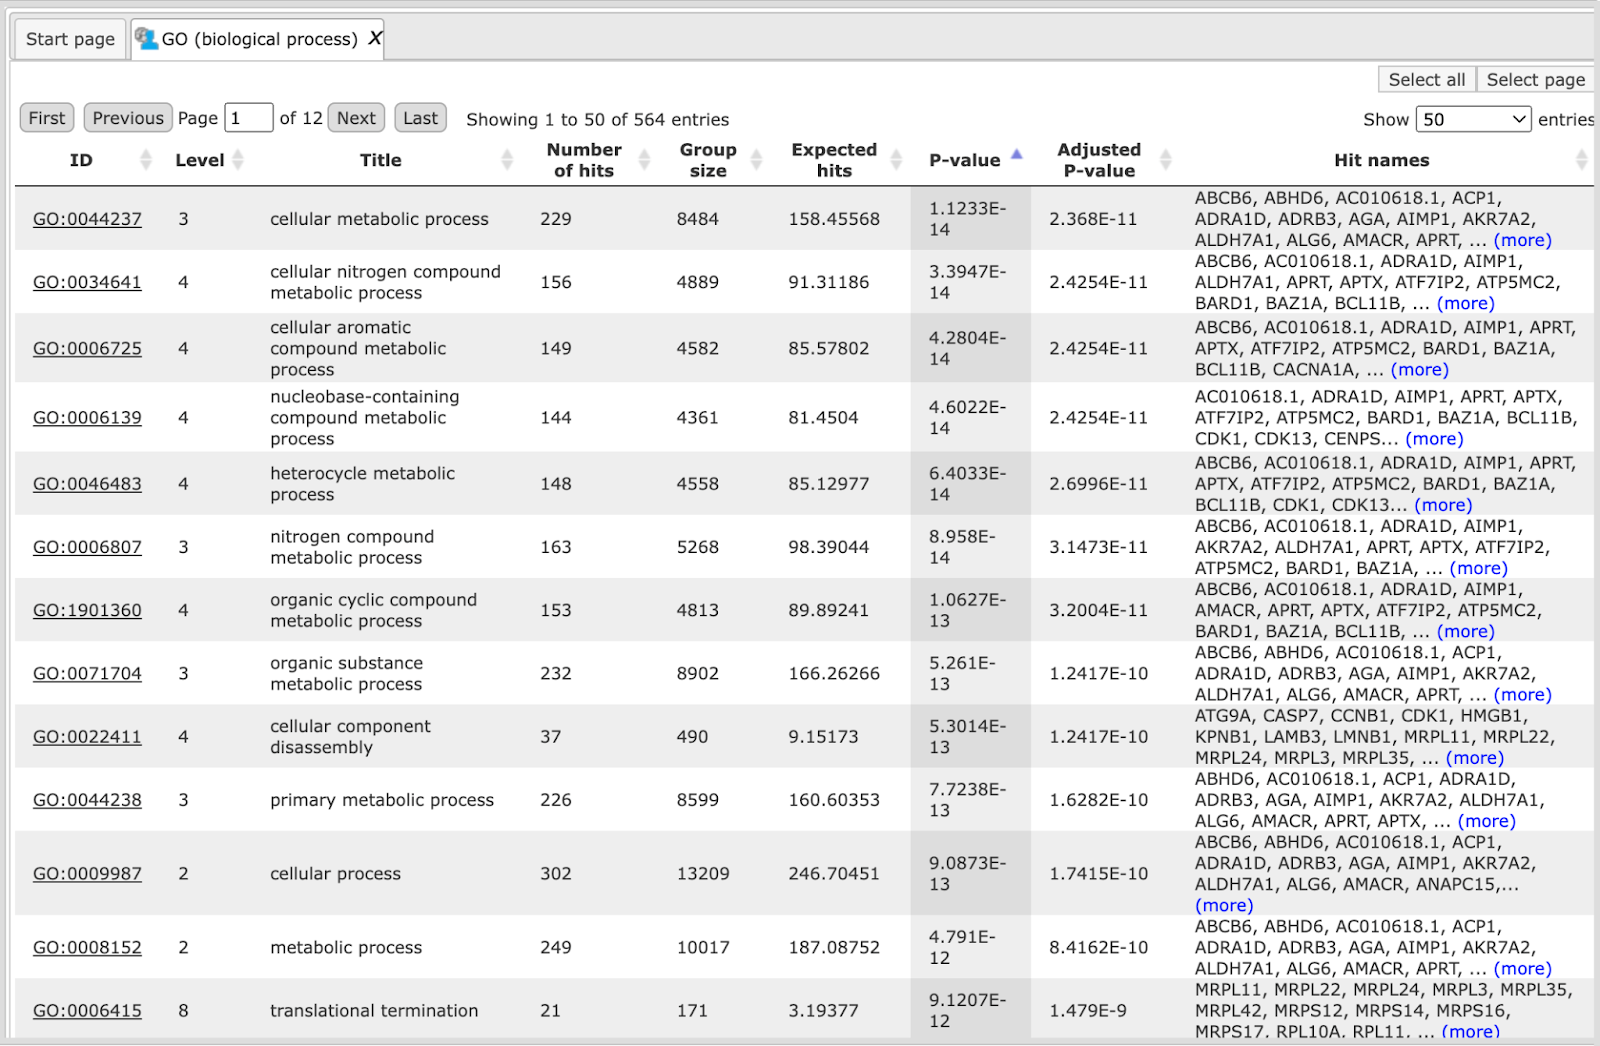 Start page GO (biological process) X
Select all Select page
First Previous Page 1 of 12 Next Last Showing 1 to 50 of 564 entries Show 50 entries
ID Level Title Number of hits Group size Expected hits P-value Adjusted P-value Hit names
GO:0044237 3 cellular metabolic process 229 8484 158.45568 1.1233E-14 2.368E-11 ABCB6, ABHD6, AC010618.1, ACP1,
ADRA1D, ADRB3, AGA, AIMP1, AKR7A2,
ALDH7A1, ALG6, AMACR, APRT, ... (more)
GO:0034641 4 cellular nitrogen compound metabolic process 156 4889 91.31186 3.3947E-14 2.4254E-11 ABCB6, AC010618.1, ADRA1D, AIMP1,
ALDH7A1, APRT, APTX, ATF7IP2, ATP5MC2,
BARD1, BAZ1A, BCL11B, ... (more)
GO:0006725 4 cellular aromatic compound metabolic process 149 4582 85.57802 4.2804E-14 2.4254E-11 ABCB6, AC010618.1, ADRA1D, AIMP1, APRT,
APTX, ATF7IP2, ATP5MC2, BARD1, BAZ1A,
BCL11B, CACNA1A, ... (more)
GO:0006139 4 nucleobase-containing compound metabolic process 144 4361 81.4504 4.6022E-14 2.4254E-11 AC010618.1, ADRA1D, AIMP1, APRT, APTX,
ATF7IP2, ATP5MC2, BARD1, BAZ1A, BCL11B,
CDK1, CDK13, CENPS... (more)
GO:0046483 4 heterocycle metabolic process 148 4558 85.12977 6.4033E-14 2.6996E-11 ABCB6, AC010618.1, ADRA1D, AIMP1, APRT,
APTX, ATF7IP2, ATP5MC2, BARD1, BAZ1A,
BCL11B, CDK1, CDK13... (more)
GO:0006807 3 nitrogen compound metabolic process 163 5268 98.39044 8.958E-14 3.1473E-11 ABCB6, AC010618.1, ADRA1D, AIMP1,
AKR7A2, ALDH7A1, APRT, APTX, ATF7IP2,
ATP5MC2, BARD1, BAZ1A, ... (more)
GO:1901360 4 organic cyclic compound metabolic process 153 4813 89.89241 1.0627E-13 3.2004E-11 ABCB6, AC010618.1, ADRA1D, AIMP1,
AMACR, APRT, APTX, ATF7IP2, ATP5MC2,
BARD1, BAZ1A, BCL11B, ... (more)
GO:0071704 3 organic substance metabolic process 232 8902 166.26266 5.261E-13 1.2417E-10 ABCB6, ABHD6, AC010618.1, ACP1,
ADRA1D, ADRB3, AGA, AIMP1, AKR7A2,
ALDH7A1, ALG6, AMACR, APRT, ... (more)
GO:0022411 4 cellular component disassembly 37 490 9.15173 5.3014E-13 1.2417E-10 ATG9A, CASP7, CCNB1, CDK1, HMGB1,
KPNB1, LAMB3, LMNB1, MRPL11, MRPL22,
MRPL24, MRPL3, MRPL35, ... (more)
GO:0044238 3 primary metabolic process 226 8599 160.60353 7.7238E-13 1.6282E-10 ABHD6, AC010618.1, ACP1, ADRA1D,
ADRB3, AGA, AIMP1, AKR7A2, ALDH7A1,
ALG6, AMACR, APRT, APTX, ... (more)
GO:0009987 2 cellular process 302 13209 246.70451 9.0873E-13 1.7415E-10 ABCB6, ABHD6, AC010618.1, ACP1,
ADRA1D, ADRB3, AGA, AIMP1, AKR7A2,
ALDH7A1, ALG6, AMACR, ANAPC15,...
(more)
GO:0008152 2 metabolic process 249 10017 187.08752 4.791E-12 8.4162E-10 ABCB6, ABHD6, AC010618.1, ACP1,
ADRA1D, ADRB3, AGA, AIMP1, AKR7A2,
ALDH7A1, ALG6, AMACR, APRT, ... (more)
GO:0006415 8 translational termination 21 171 3.19377 9.1207E-12 1.479E-9 MRPL11, MRPL22, MRPL24, MRPL3, MRPL35,
MRPL42, MRPS12, MRPS14, MRPS16,
MRPS17, RPL10A, RPL11, ... (more)